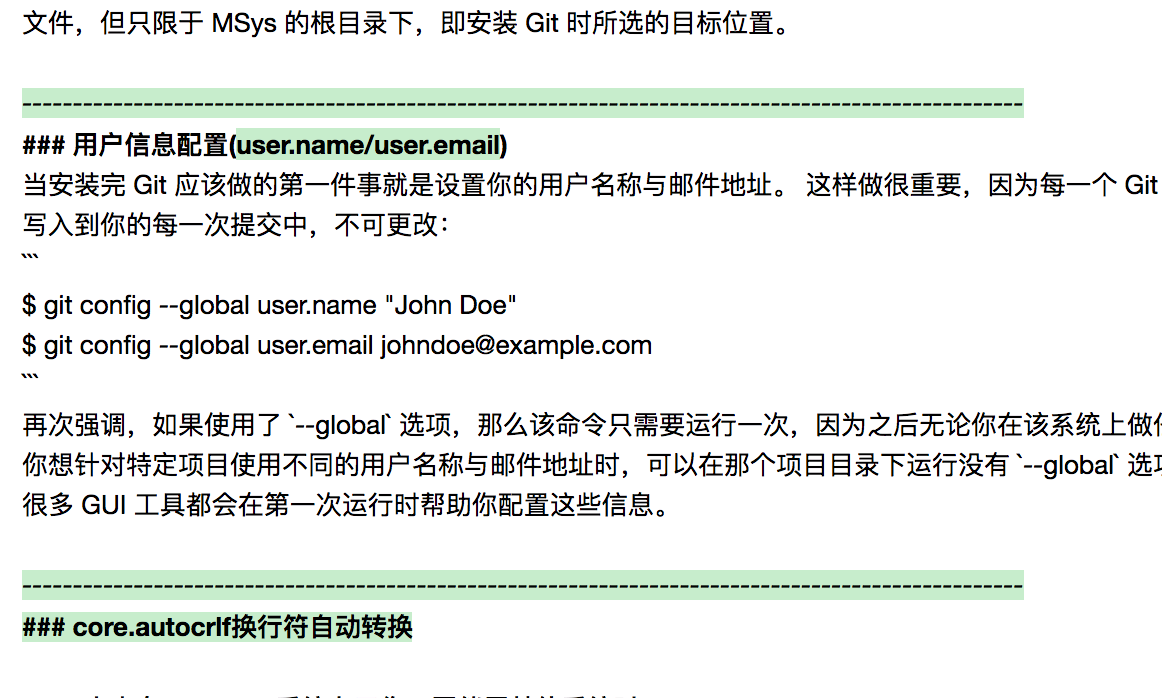 文件，但只限于 MSys 的根目录下，即安装 Git 时所选的目标位置。
----------------------------------------------------------------------------------------------------
### 用户信息配置(user.name/user.email)
当安装完 Git 应该做的第一件事就是设置你的用户名称与邮件地址。 这样做很重要，因为每一个 Git
写入到你的每一次提交中，不可更改：
```
$ git config --global user.name "John Doe"
$ git config --global user.email johndoe@example.com
```
再次强调，如果使用了 `--global` 选项，那么该命令只需要运行一次，因为之后无论你在该系统上做
你想针对特定项目使用不同的用户名称与邮件地址时，可以在那个项目目录下运行没有 `--global` 选
很多 GUI 工具都会在第一次运行时帮助你配置这些信息。
----------------------------------------------------------------------------------------------------
### core.autocrlf换行符自动转换